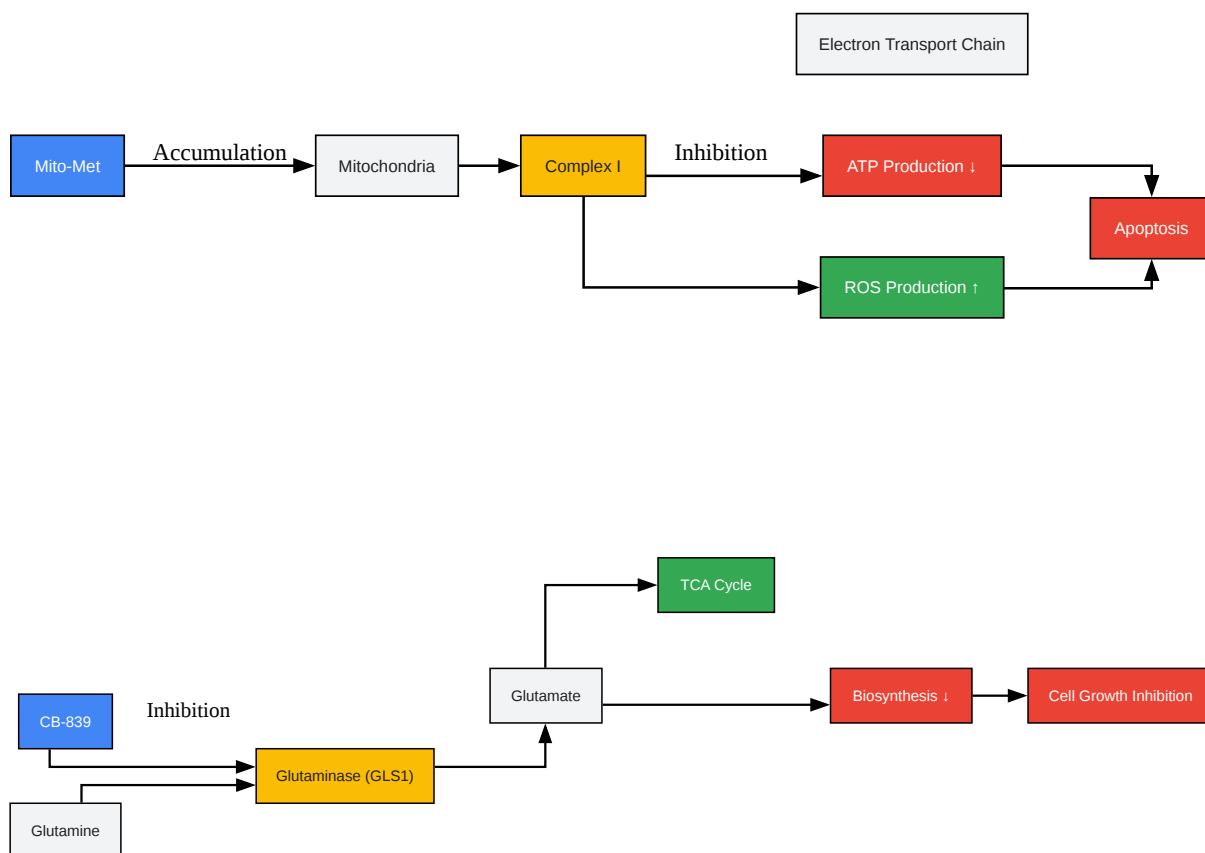 Electron Transport Chain
Mito-Met
Accumulation
Mitochondria
Complex I
Inhibition
ATP Production ↓
Apoptosis
ROS Production ↑
TCA Cycle
Glutamate
Biosynthesis ↓
Cell Growth Inhibition
CB-839
Inhibition
Glutaminase (GLS1)
Glutamine